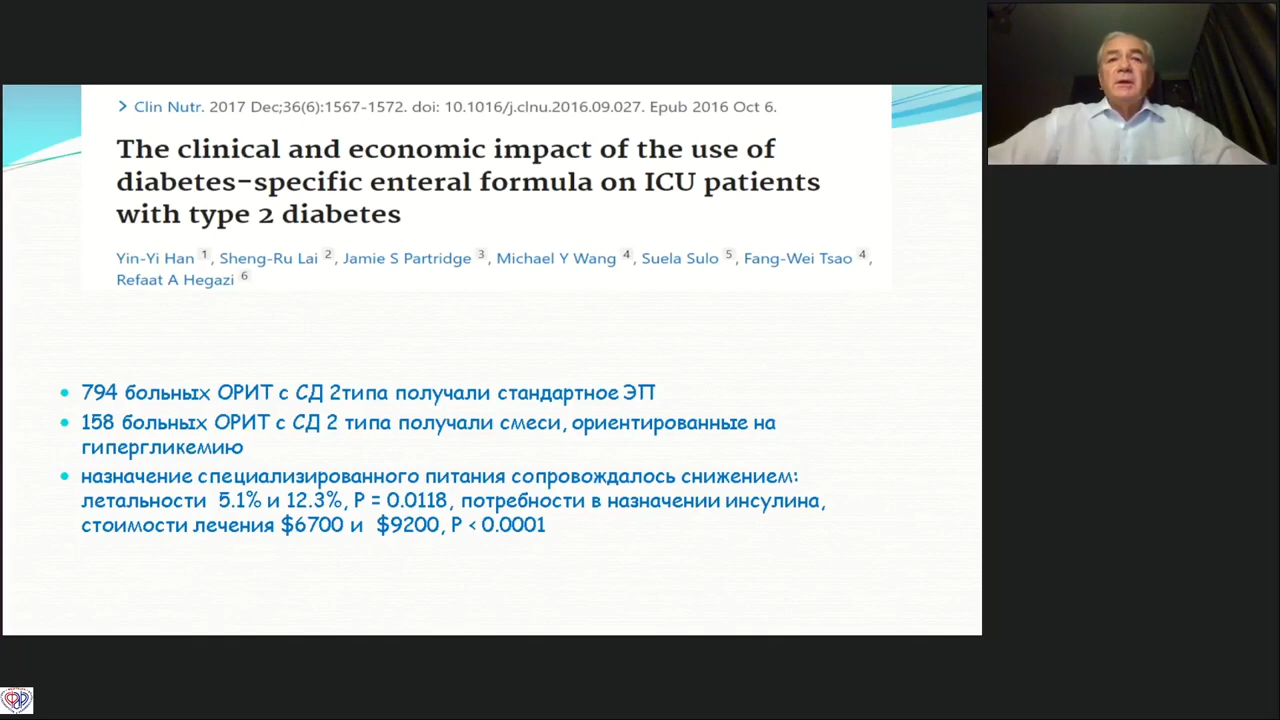 > Clin Nutr. 2017 Dec;36(6):1567-1572. doi: 10.1016/j.clnu.2016.09.027. Epub 2016 Oct 6.
The clinical and economic impact of the use of
diabetes-specific enteral formula on ICU patients
with type 2 diabetes
Yin-Yi Han 1, Sheng-Ru Lai 2, Jamie S Partridge 3, Michael Y Wang 4, Suela Sulo 5, Fang-Wei Tsao 4,
Refaat A Hegazi 6
• 794 больных ОРИТ с СД 2типа получали стандартное ЭП
• 158 больных ОРИТ с СД 2 типа получали смеси, ориентированные на
гипергликемию
• назначение специализированного питания сопровождалось снижением:
летальности 5.1% и 12.3%, P = 0.0118, потребности в назначении инсулина,
стоимости лечения $6700 и $9200, P < 0.0001